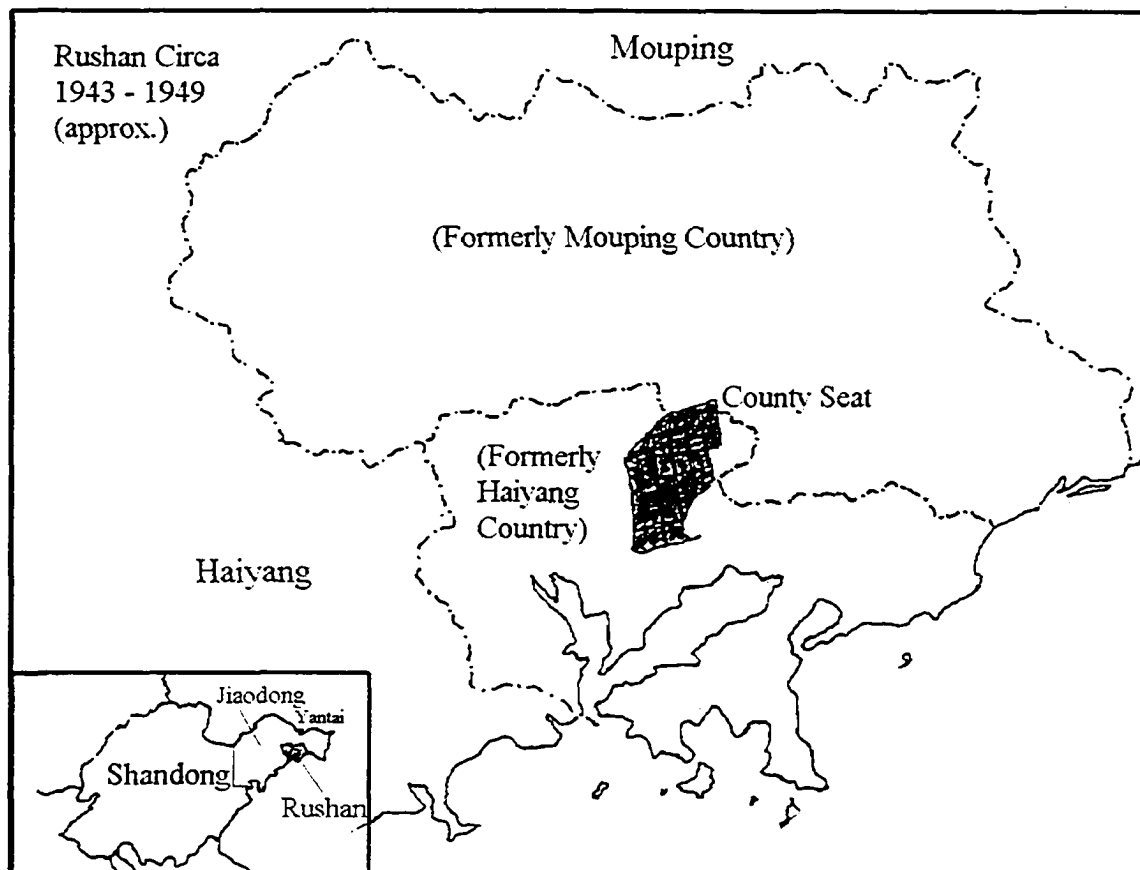 Rushan Circa
1943 - 1949
(approx.)
Mouping
(Formerly Mouping Country)
County Seat
(Formerly
Haiyang
Country)
Haiyang
Jiaodong
Yantai
Shandong
Rushan